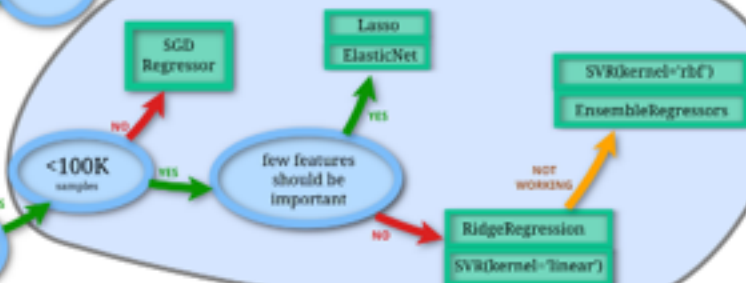 SGD
Regressor
Lasso
ElasticNet
SVR(kernel='rbf')
EnsembleRegressors
NO
YES
<100K
samples
YES
few features
should be
important
NOT
WORKING
NO
RidgeRegression
SVR(kernel='linear')